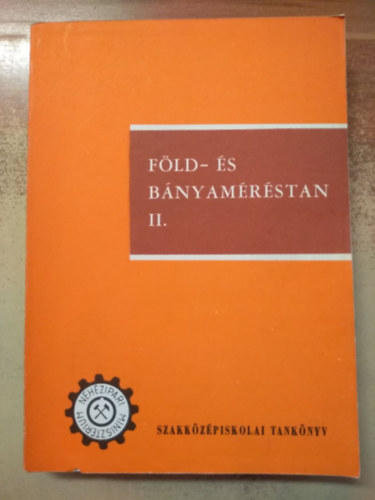 FÖLD- ÉS
BÁNYAMÉRÉSTAN
II.
NEHÉZIPARI MINISZTÉRIUM
SZAKKÖZÉPISKOLAI TANKÖNYV